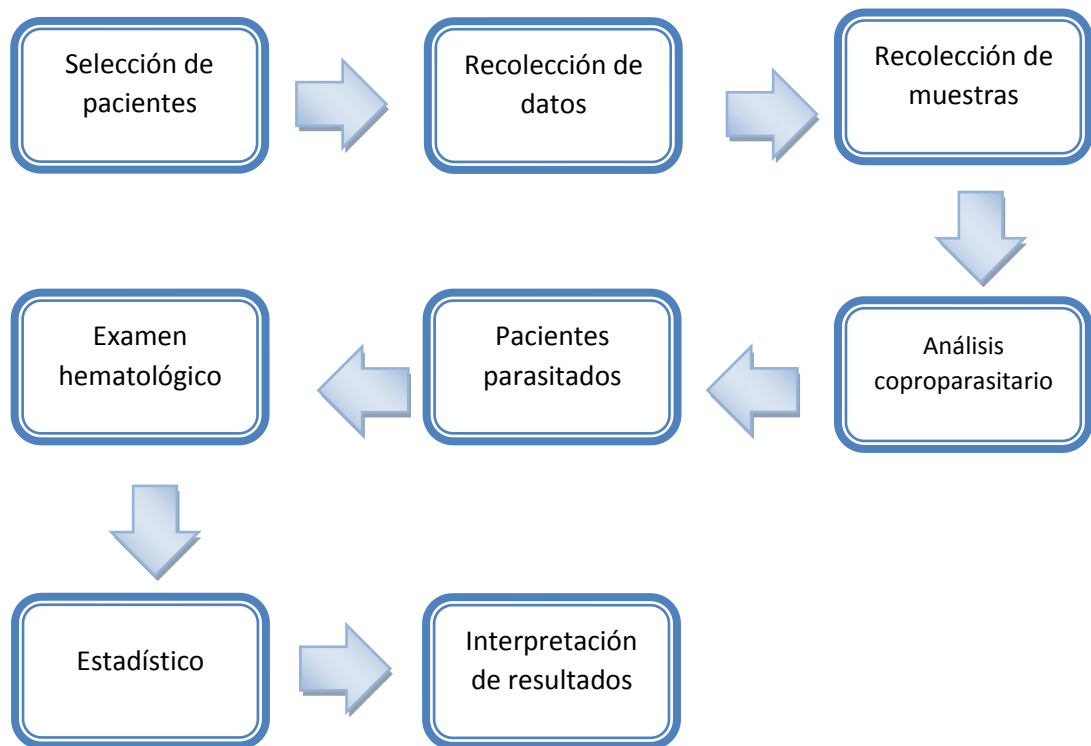 Selección de
pacientes
Recolección de
datos
Recolección de
muestras
Análisis
coproparasitario
Pacientes
parasitados
Examen
hematológico
Estadístico
Interpretación
de resultados